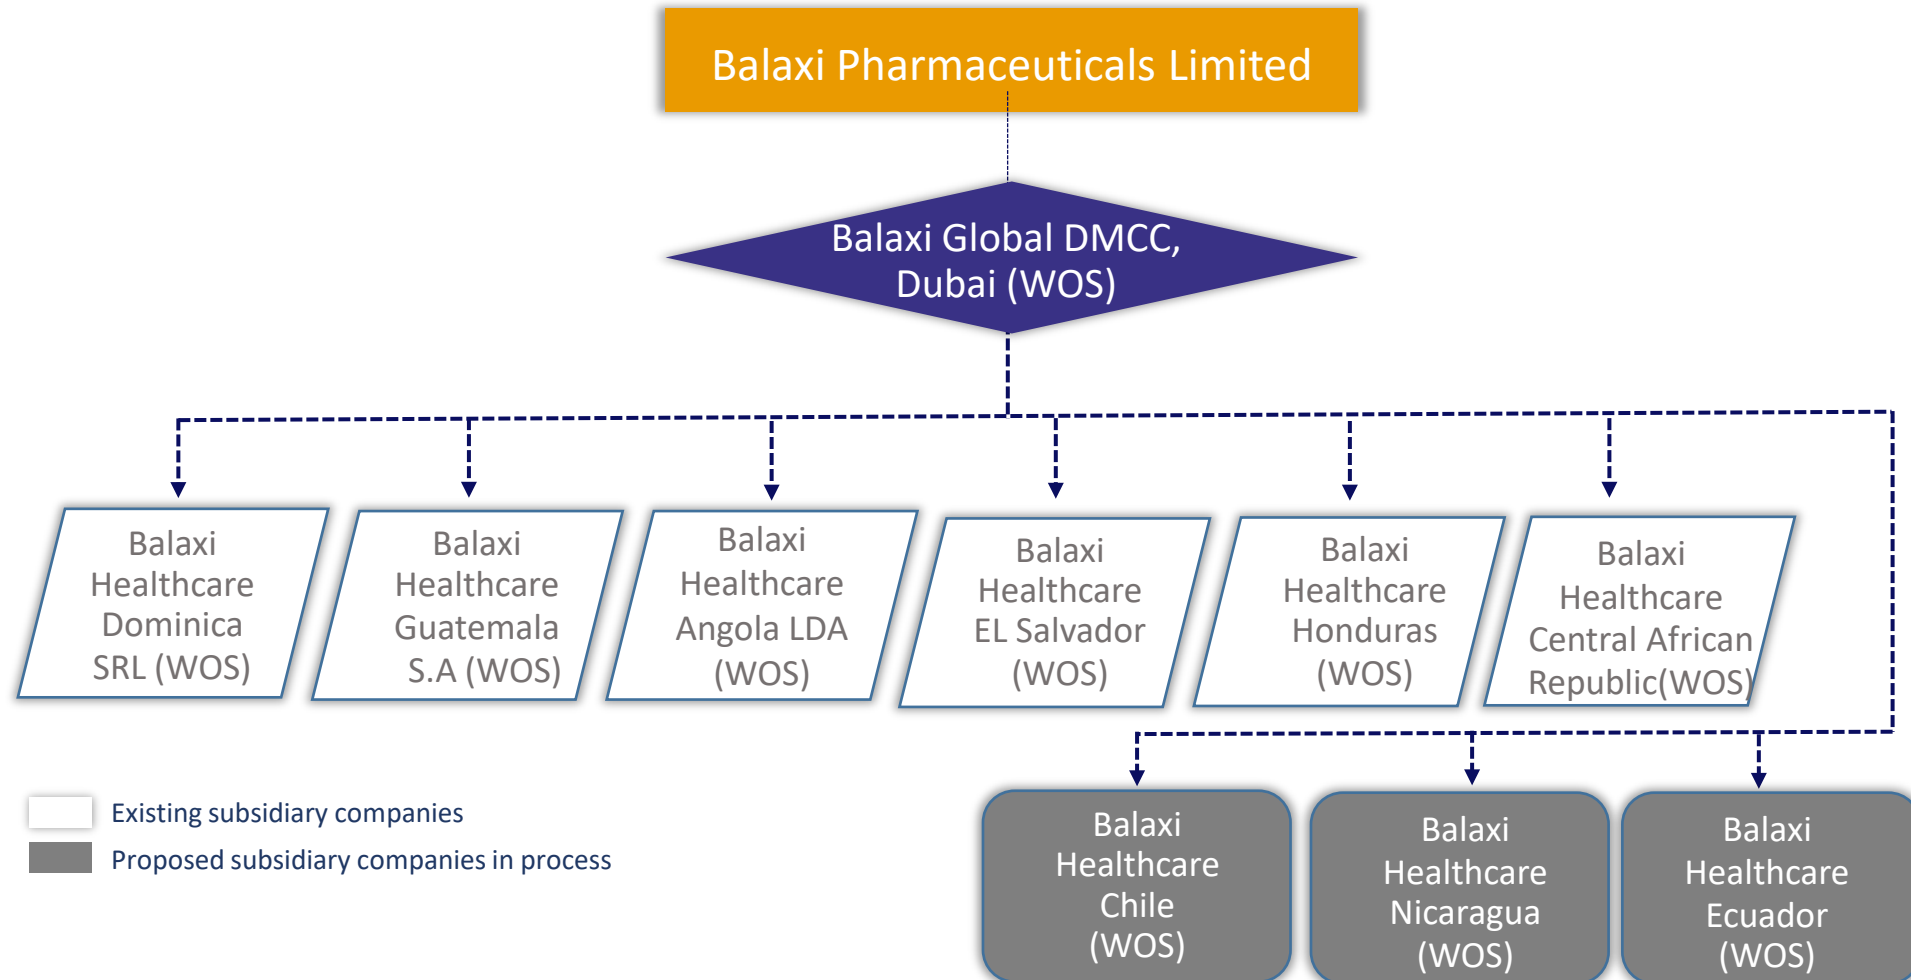 Balaxi Pharmaceuticals Limited
Balaxi Global DMCC,
Dubai (WOS)
Balaxi
Healthcare
Dominica
SRL (WOS)
Balaxi
Healthcare
Guatemala
S.A (WOS)
Balaxi
Healthcare
Angola LDA
(WOS)
Balaxi
Healthcare
EL Salvador
(WOS)
Balaxi
Healthcare
Honduras
(WOS)
Balaxi
Healthcare
Central African
Republic(WOS)
Existing subsidiary companies
Proposed subsidiary companies in process
Balaxi
Healthcare
Chile
(WOS)
Balaxi
Healthcare
Nicaragua
(WOS)
Balaxi
Healthcare
Ecuador
(WOS)